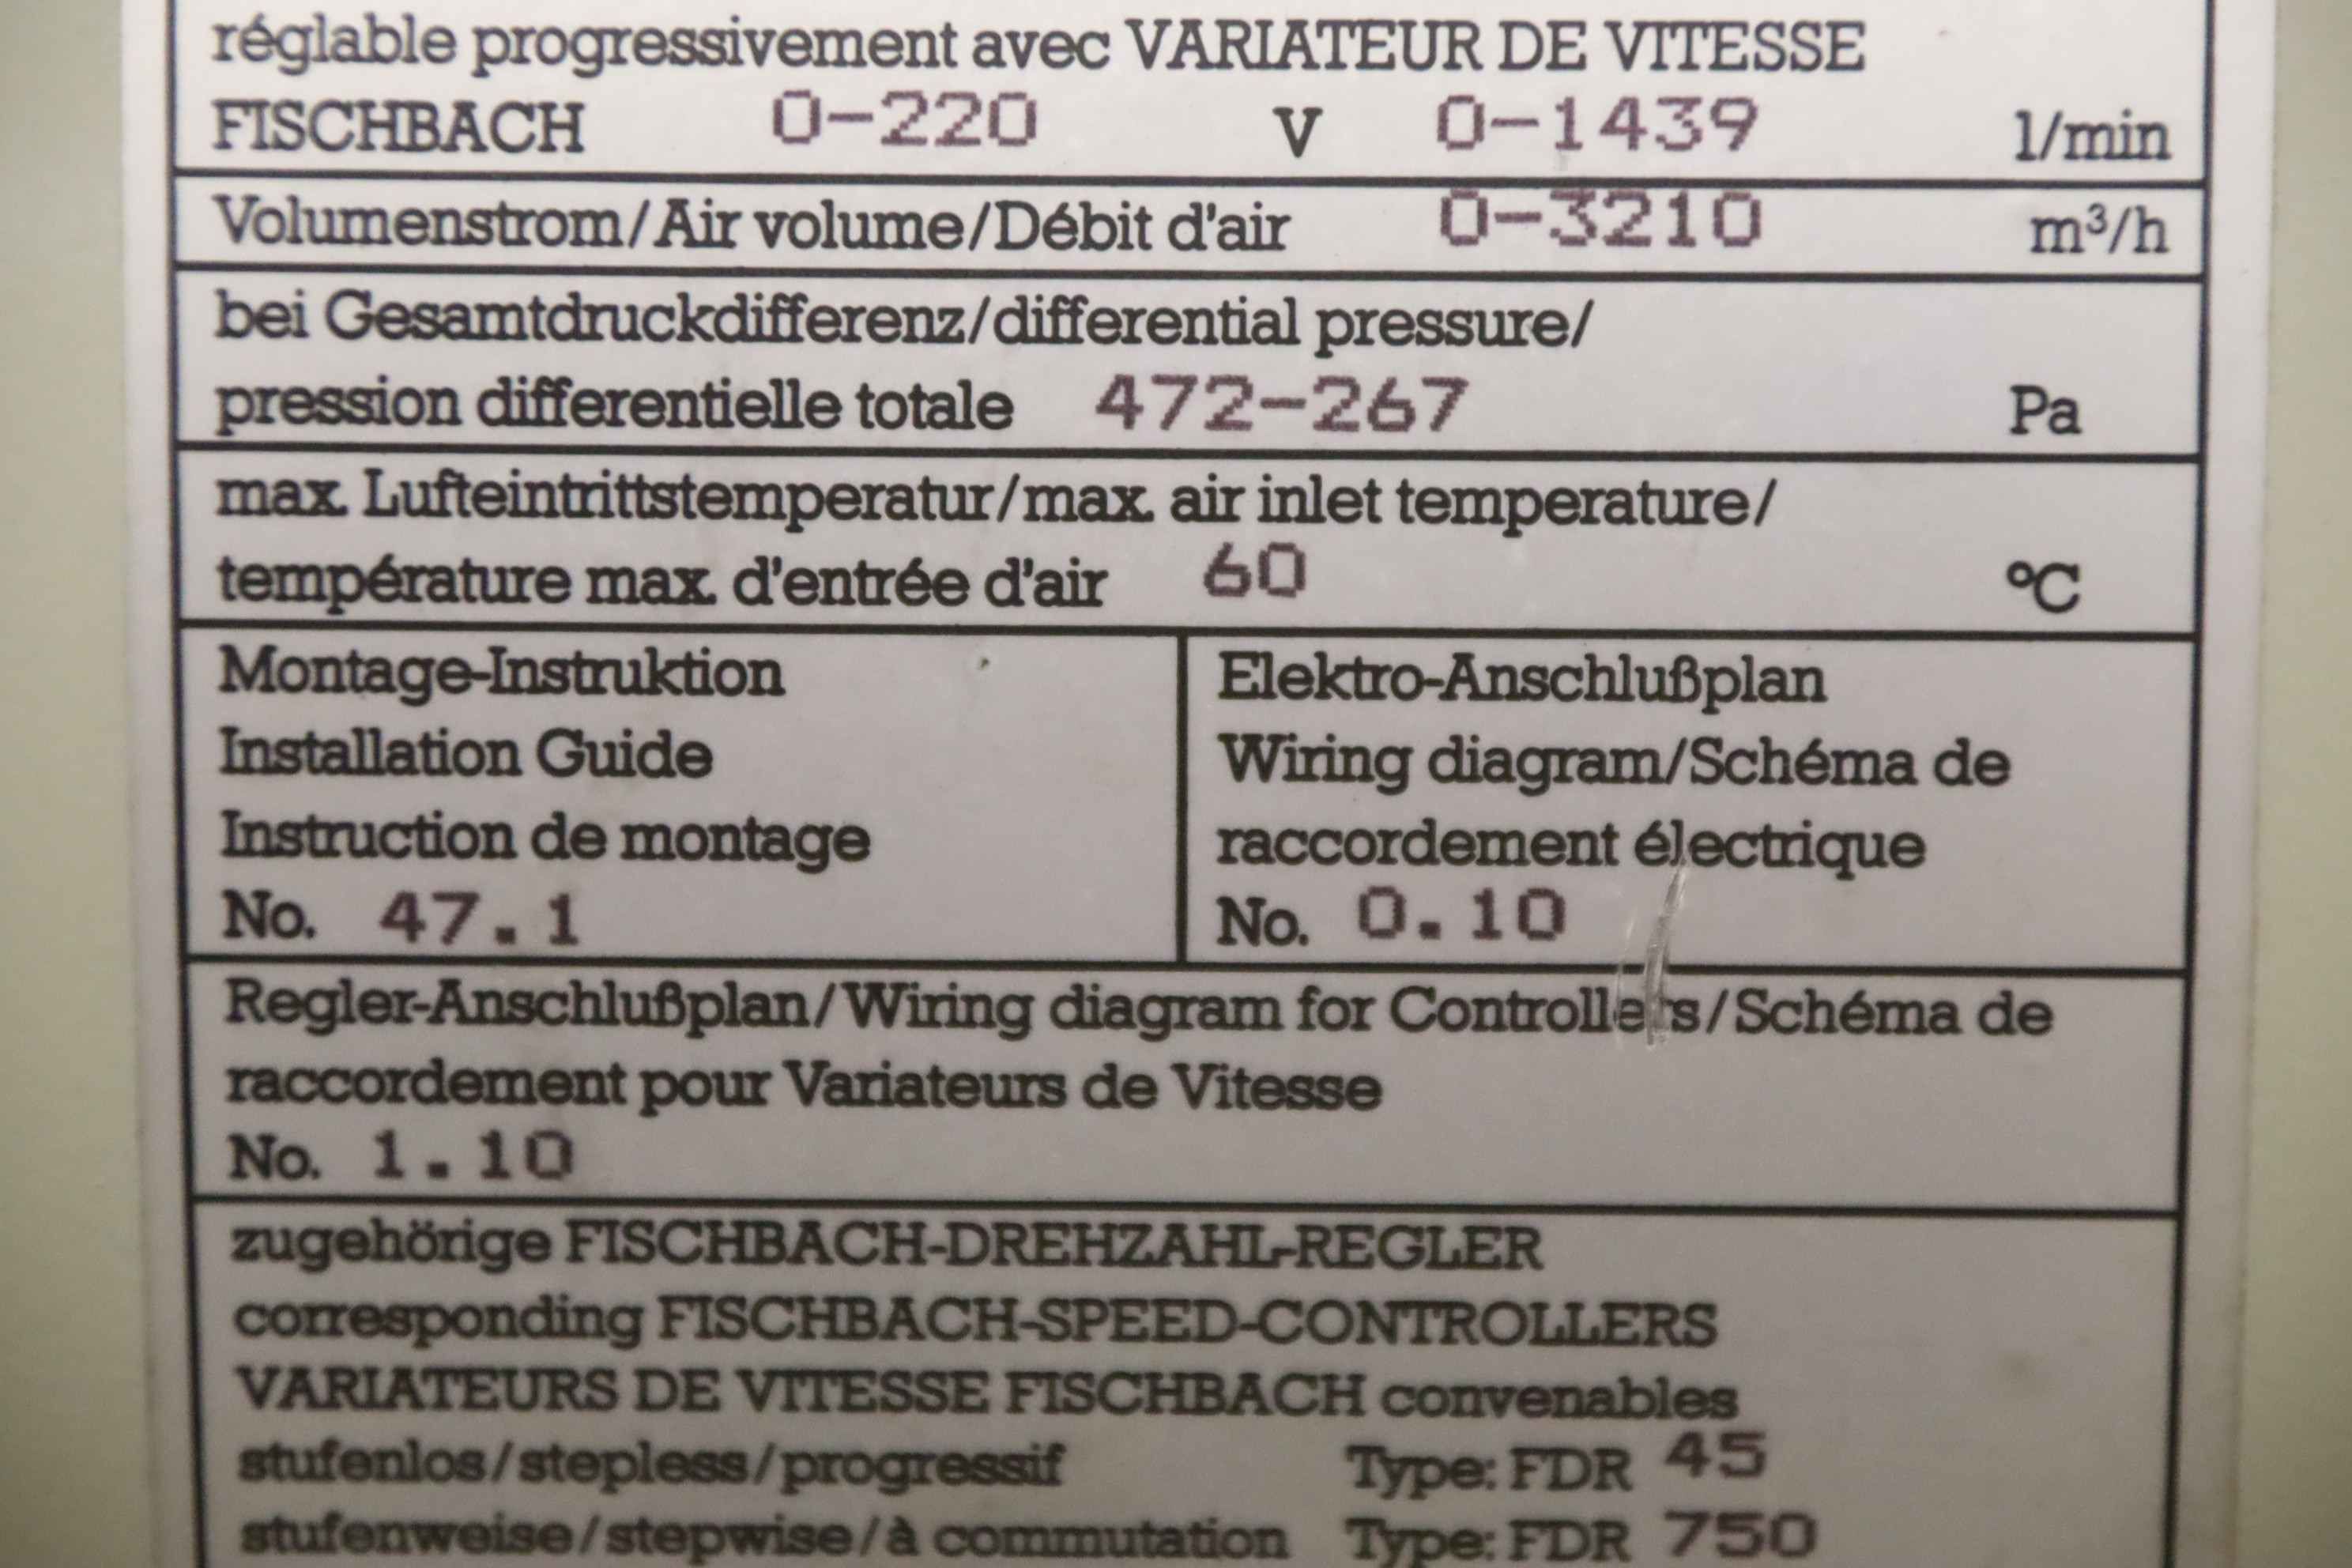 réglable progressivement avec VARIATEUR DE VITESSE
FISCHBACH 0-220 V 0-1439 1/min
Volumenstrom/Air volume/Débit d'air 0-3210 m³/h
bei Gesamtdruckdifferenz/differential pressure/
pression differentielle totale 472-267 Pa
max. Lufteintrittstemperatur/max. air inlet temperature/
température max. d'entrée d'air 60 °C
Montage-Instruktion
Installation Guide
Instruction de montage
No. 47.1
Elektro-Anschlußplan
Wiring diagram/Schéma de
raccordement électrique
No. 0.10
Regler-Anschlußplan/Wiring diagram for Controllers/Schéma de
raccordement pour Variateurs de Vitesse
No. 1.10
zugehörige FISCHBACH-DREHZAHL-REGLER
corresponding FISCHBACH-SPEED-CONTROLLERS
VARIATEURS DE VITESSE FISCHBACH convenables
stufenlos/stepless/progressif Type: FDR 45
stufenweise/stepwise/à commutation Type: FDR 750